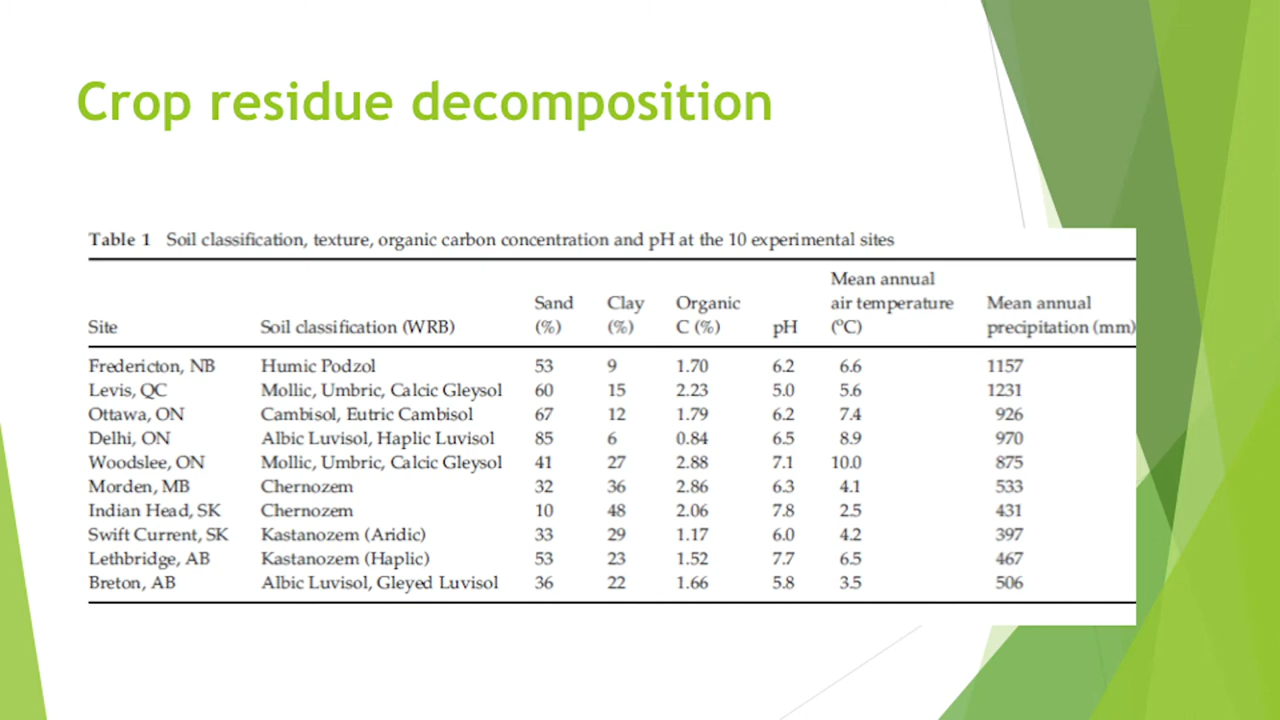 Crop residue decomposition
Table 1 Soil classification, texture, organic carbon concentration and pH at the 10 experimental sites
Site Soil classification (WRB) Sand (%) Clay (%) Organic C (%) pH Mean annual air temperature (ºC) Mean annual precipitation (mm)
Fredericton, NB Humic Podzol 53 9 1.70 6.2 6.6 1157
Levis, QC Mollic, Umbric, Calcic Gleysol 60 15 2.23 5.0 5.6 1231
Ottawa, ON Cambisol, Eutric Cambisol 67 12 1.79 6.2 7.4 926
Delhi, ON Albic Luvisol, Haplic Luvisol 85 6 0.84 6.5 8.9 970
Woodslee, ON Mollic, Umbric, Calcic Gleysol 41 27 2.88 7.1 10.0 875
Morden, MB Chernozem 32 36 2.86 6.3 4.1 533
Indian Head, SK Chernozem 10 48 2.06 7.8 2.5 431
Swift Current, SK Kastanozem (Aridic) 33 29 1.17 6.0 4.2 397
Lethbridge, AB Kastanozem (Haplic) 53 23 1.52 7.7 6.5 467
Breton, AB Albic Luvisol, Gleyed Luvisol 36 22 1.66 5.8 3.5 506